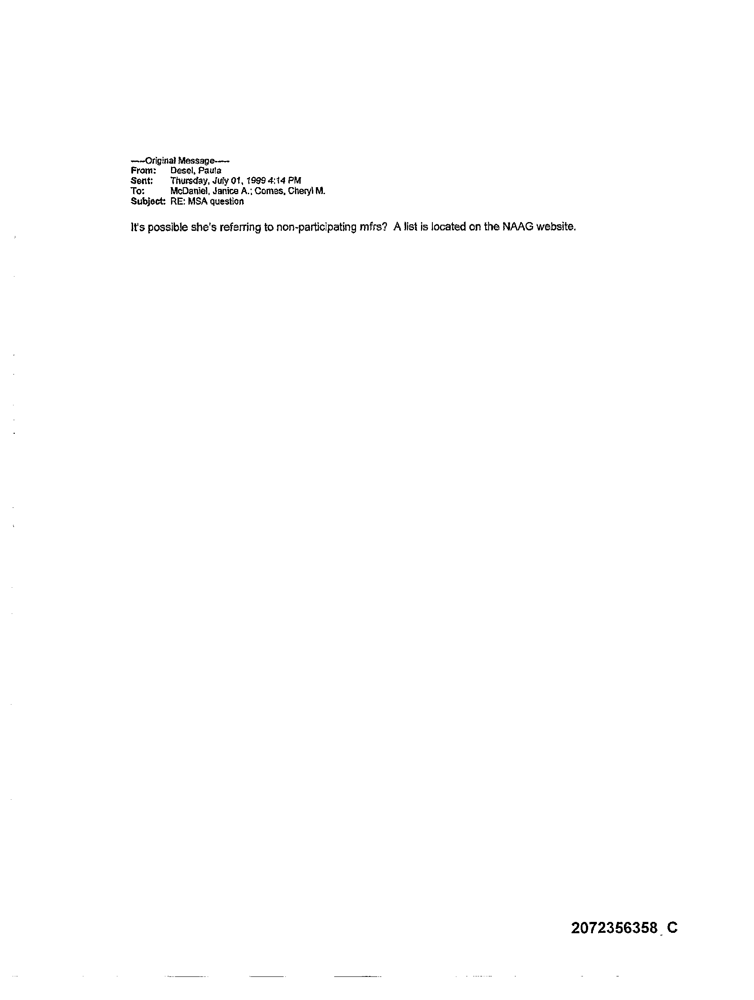 ----Original Message----
From: Desel, Paula
Sent: Thursday, July 01, 1999 4:14 PM
To: McDaniel, Janice A.; Comes, Cheryl M.
Subject: RE: MSA question
It's possible she's referring to non-participating mfrs? A list is located on the NAAG website.
2072356358 C